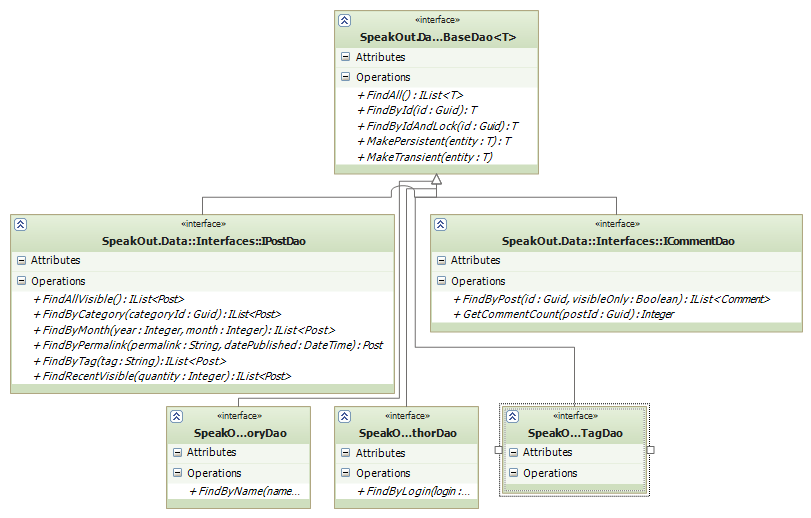 «interface»
SpeakOut.Da...BaseDao<T>
Attributes
Operations
+ FindAll() : IList<T>
+ FindById(id : Guid) : T
+ FindByIdAndLock(id : Guid) : T
+ MakePersistent(entity : T) : T
+ MakeTransient(entity : T)
«interface»
SpeakOut.Data::Interfaces::IPostDao
Attributes
Operations
+ FindAllVisible() : IList<Post>
+ FindByCategory(categoryId : Guid) : IList<Post>
+ FindByMonth(year : Integer, month : Integer) : IList<Post>
+ FindByPermalink(permalink : String, datePublished : DateTime) : Post
+ FindByTag(tag : String) : IList<Post>
+ FindRecentVisible(quantity : Integer) : IList<Post>
«interface»
SpeakOut.Data::Interfaces::ICommentDao
Attributes
Operations
+ FindByPost(id : Guid, visibleOnly : Boolean) : IList<Comment>
+ GetCommentCount(postId : Guid) : Integer
«interface»
SpeakO...oryDao
Attributes
Operations
+ FindByName(name...
«interface»
SpeakO...thorDao
Attributes
Operations
+ FindByLogin(login : ...
«interface»
SpeakO...TagDao
Attributes
Operations